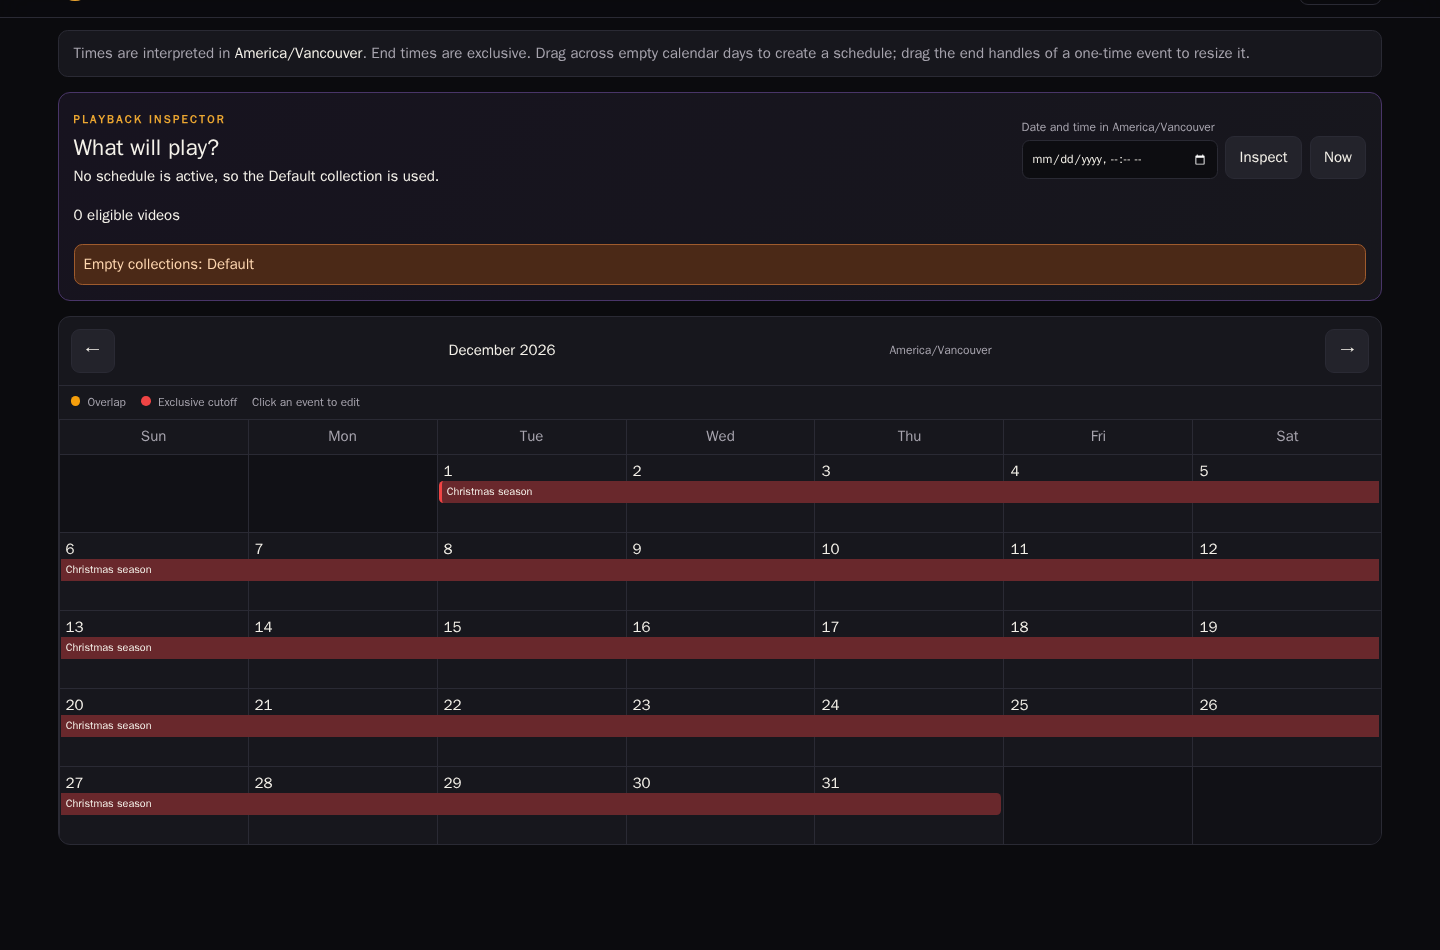 Times are interpreted in America/Vancouver. End times are exclusive. Drag across empty calendar days to create a schedule; drag the end handles of a one-time event to resize it.
PLAYBACK INSPECTOR
What will play?
No schedule is active, so the Default collection is used.
0 eligible videos
Date and time in America/Vancouver
mm/dd/yyyy, --:-- --
Inspect
Now
Empty collections: Default
←
December 2026
America/Vancouver
→
Overlap Exclusive cutoff Click an event to edit
Sun Mon Tue Wed Thu Fri Sat
1 2 3 4 5
Christmas season
6 7 8 9 10 11 12
Christmas season
13 14 15 16 17 18 19
Christmas season
20 21 22 23 24 25 26
Christmas season
27 28 29 30 31
Christmas season